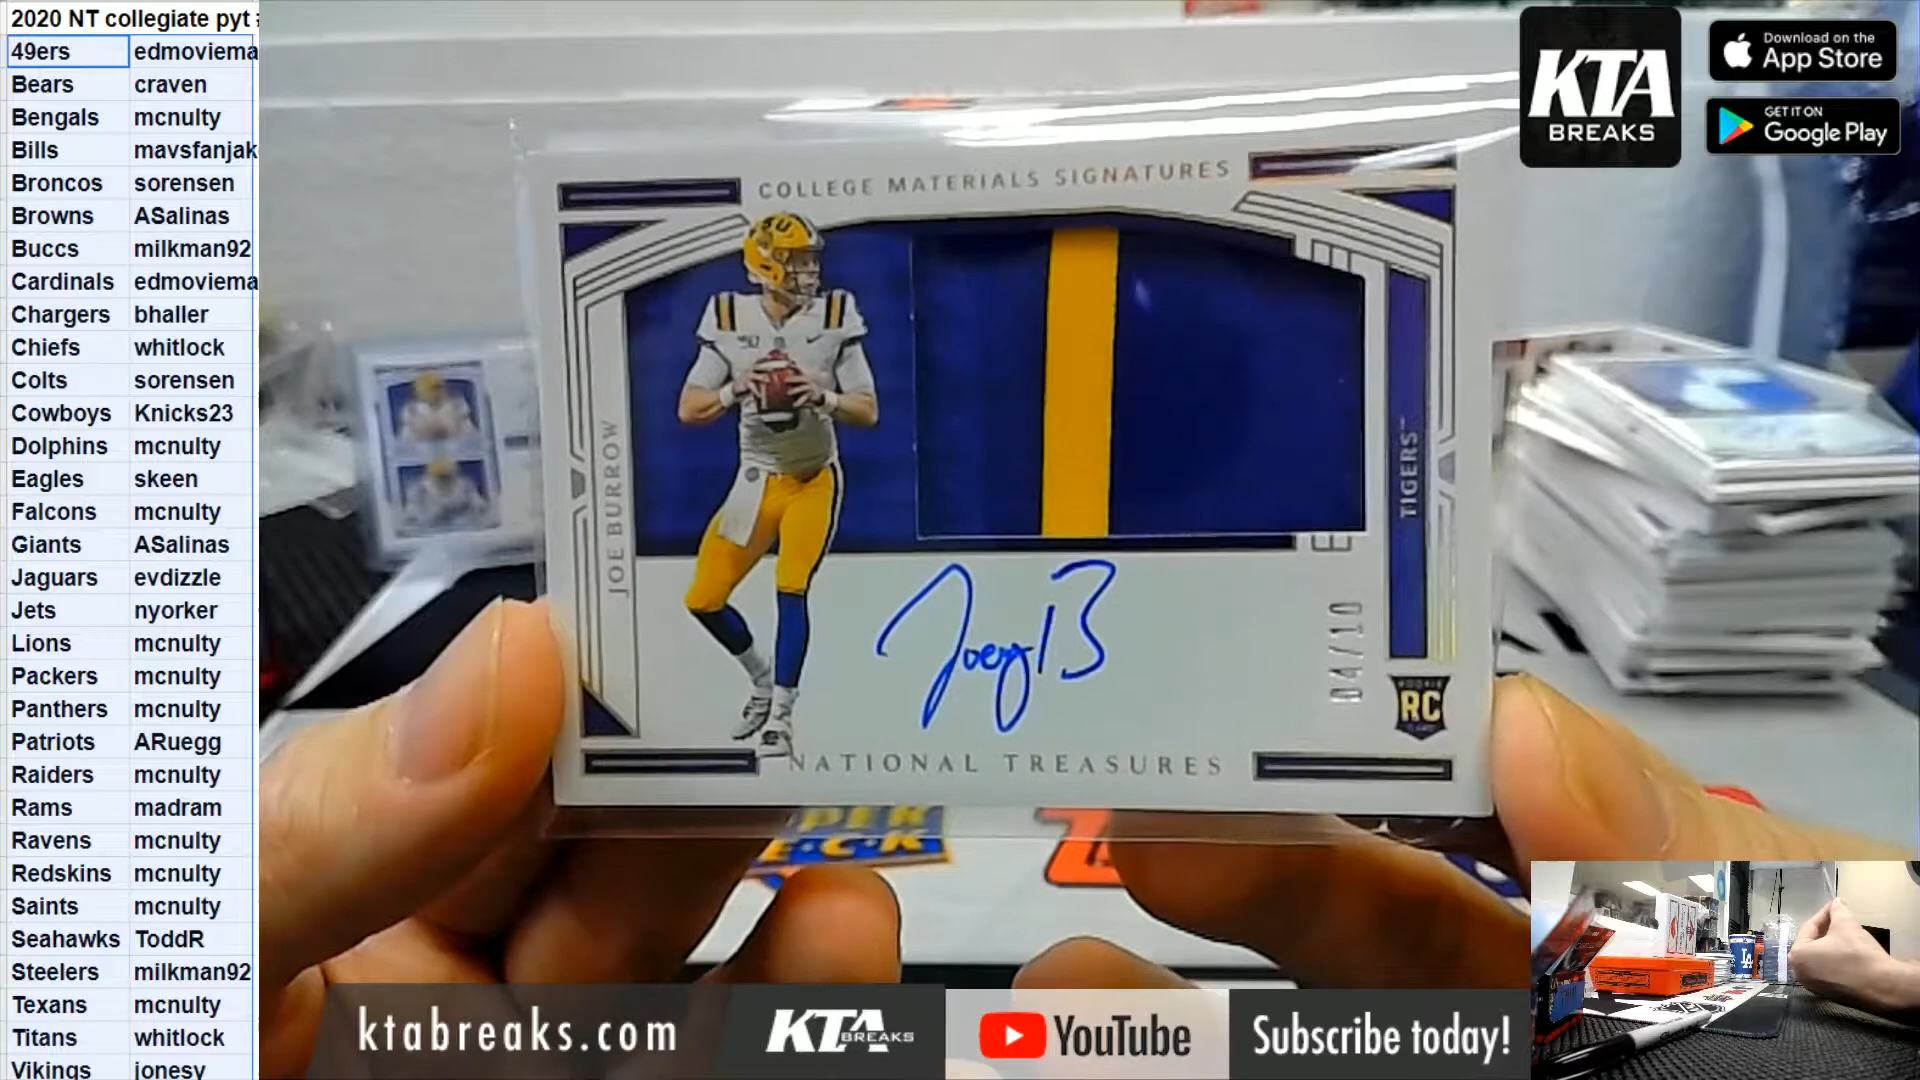 2020 NT collegiate pyt
49ers edmoviema
Bears craven
Bengals mcnulty
Bills mavsfanjak
Broncos sorensen
Browns ASalinas
Buccs milkman92
Cardinals edmoviema
Chargers bhaller
Chiefs whitlock
Colts sorensen
Cowboys Knicks23
Dolphins mcnulty
Eagles skeen
Falcons mcnulty
Giants ASalinas
Jaguars evdizzle
Jets nyorker
Lions mcnulty
Packers mcnulty
Panthers mcnulty
Patriots ARuegg
Raiders mcnulty
Rams madram
Ravens mcnulty
Redskins mcnulty
Saints mcnulty
Seahawks ToddR
Steelers milkman92
Texans mcnulty
Titans whitlock
Vikings jonesy
COLLEGE MATERIALS SIGNATURES
JOE BURROW
TIGERS™
JoeyB
04/10
ROOKIE
RC
NATIONAL TREASURES
KTA
BREAKS
Download on the
App Store
GET IT ON
Google Play
LA
ktabreaks.com
KTA BREAKS
YouTube
Subscribe today!